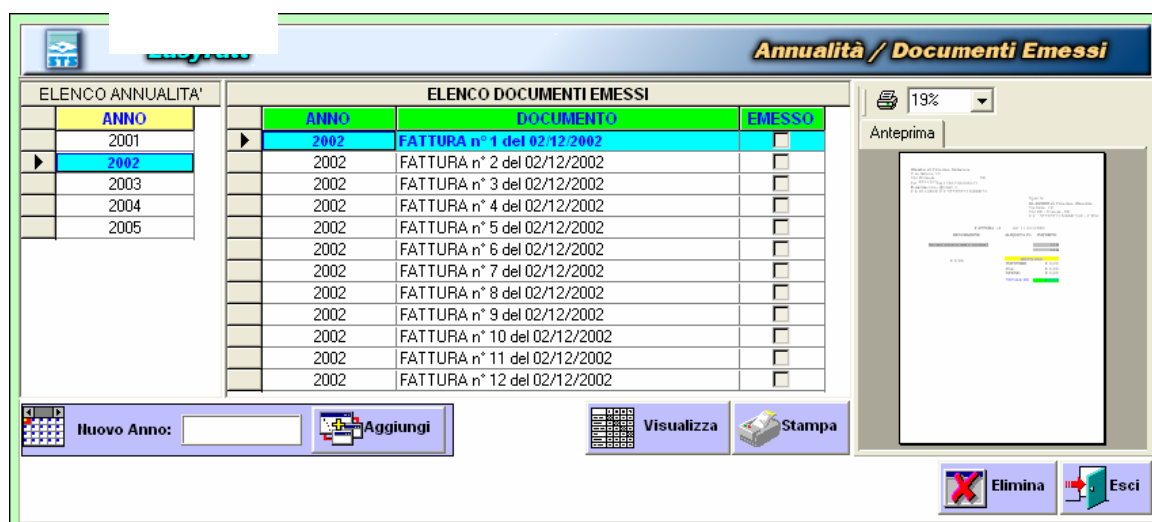 STS
Annualità / Documenti Emessi
ELENCO ANNUALITA'
ANNO
2001
2002
2003
2004
2005
ELENCO DOCUMENTI EMESSI
ANNO DOCUMENTO EMESSO
2002 FATTURA n° 1 del 02/12/2002
2002 FATTURA n° 2 del 02/12/2002
2002 FATTURA n° 3 del 02/12/2002
2002 FATTURA n° 4 del 02/12/2002
2002 FATTURA n° 5 del 02/12/2002
2002 FATTURA n° 6 del 02/12/2002
2002 FATTURA n° 7 del 02/12/2002
2002 FATTURA n° 8 del 02/12/2002
2002 FATTURA n° 9 del 02/12/2002
2002 FATTURA n° 10 del 02/12/2002
2002 FATTURA n° 11 del 02/12/2002
2002 FATTURA n° 12 del 02/12/2002
19%
Anteprima
Nuovo Anno:
Aggiungi
Visualizza
Stampa
Elimina
Esci